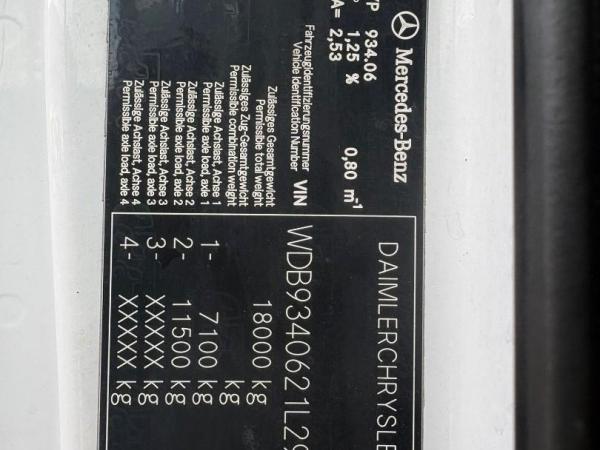 Mercedes-Benz
934.06
1,25 %
0,80 m-1
A= 2,53
DAIMLERCHRYSLE
Fahrzeugidentifizierungsnummer
Vehicle Identification Number VIN WDB9340621L29
Zulässiges Gesamtgewicht
Permissible total weight 18000 kg
Zulässiges Zug-Gesamtgewicht
Permissible combination weight kg
Zulässige Achslast, Achse 1
Permissible axle load, axle 1 1- 7100 kg
Zulässige Achslast, Achse 2
Permissible axle load, axle 2 2- 11500 kg
Zulässige Achslast, Achse 3
Permissible axle load, axle 3 3- XXXXX kg
Zulässige Achslast, Achse 4
Permissible axle load, axle 4 4- XXXXX kg